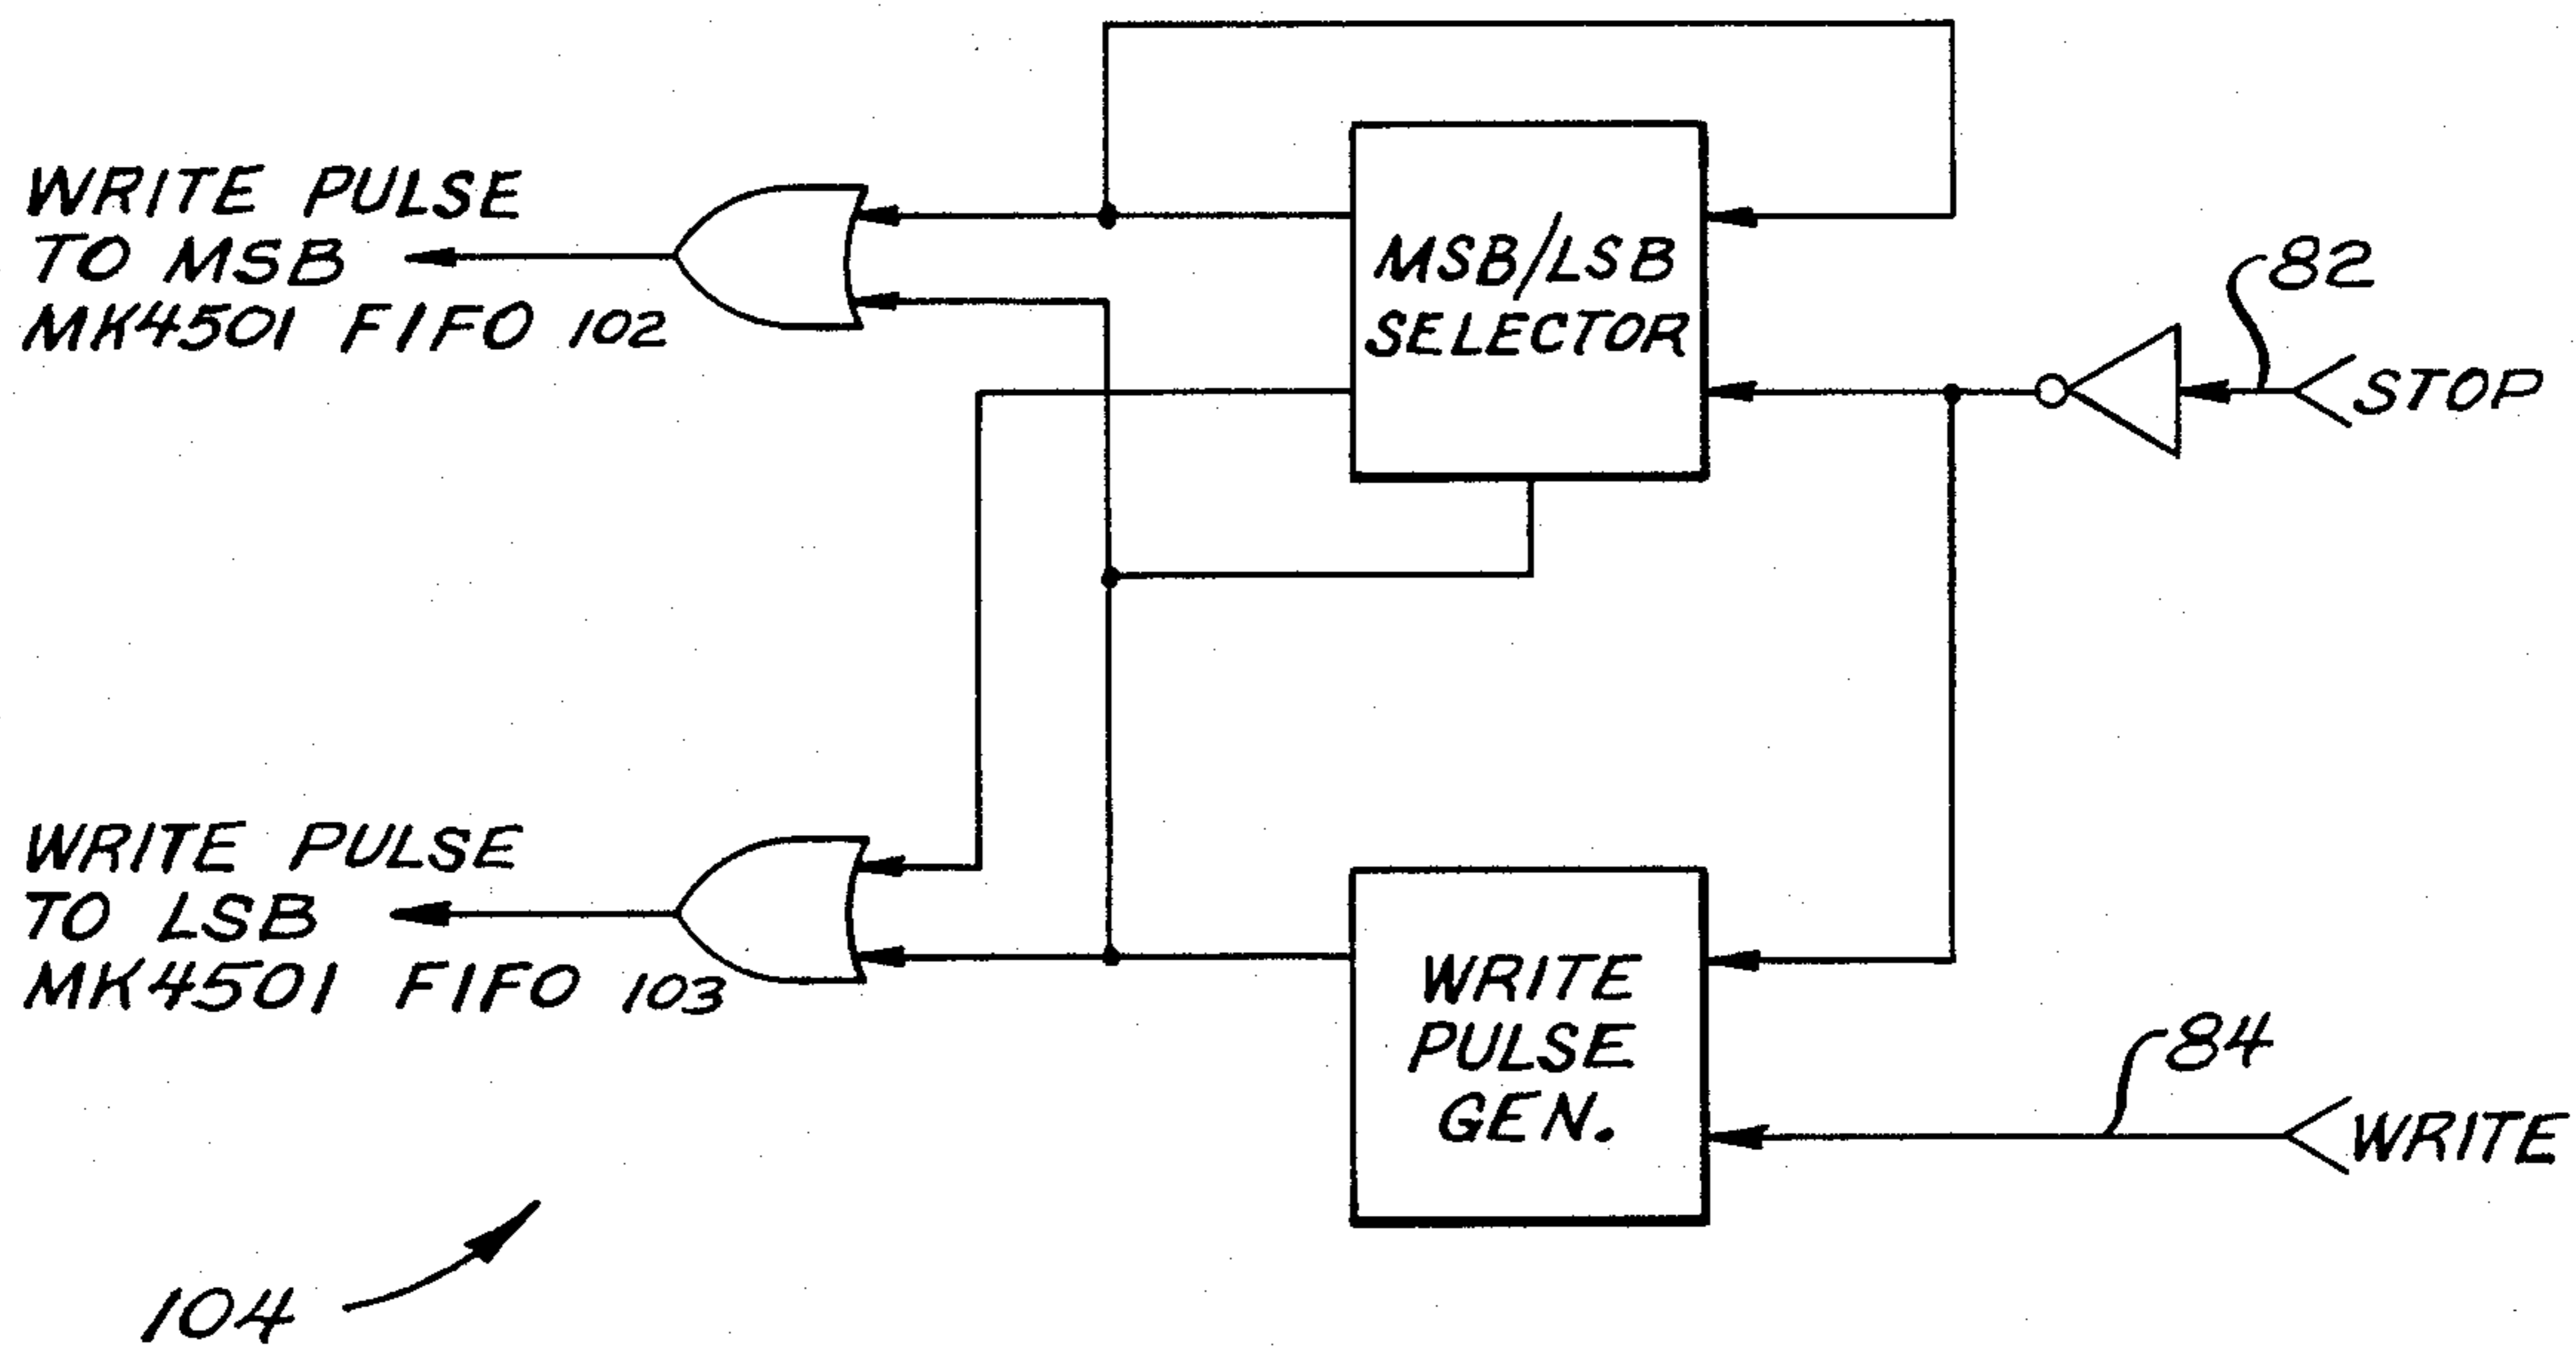 WRITE PULSE
TO MSB
MK4501 FIFO 102
MSB/LSB
SELECTOR
82
STOP
WRITE PULSE
TO LSB
MK4501 FIFO 103
WRITE
PULSE
GEN.
84
WRITE
104